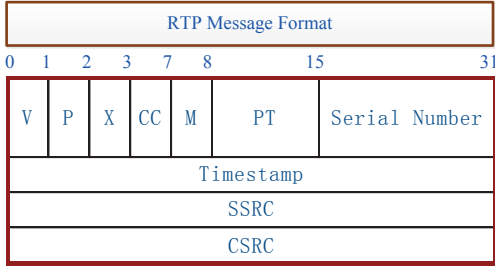 RTP Message Format
0 1 2 3 7 8 15 31
V P X CC M PT Serial Number
Timestamp
SSRC
CSRC